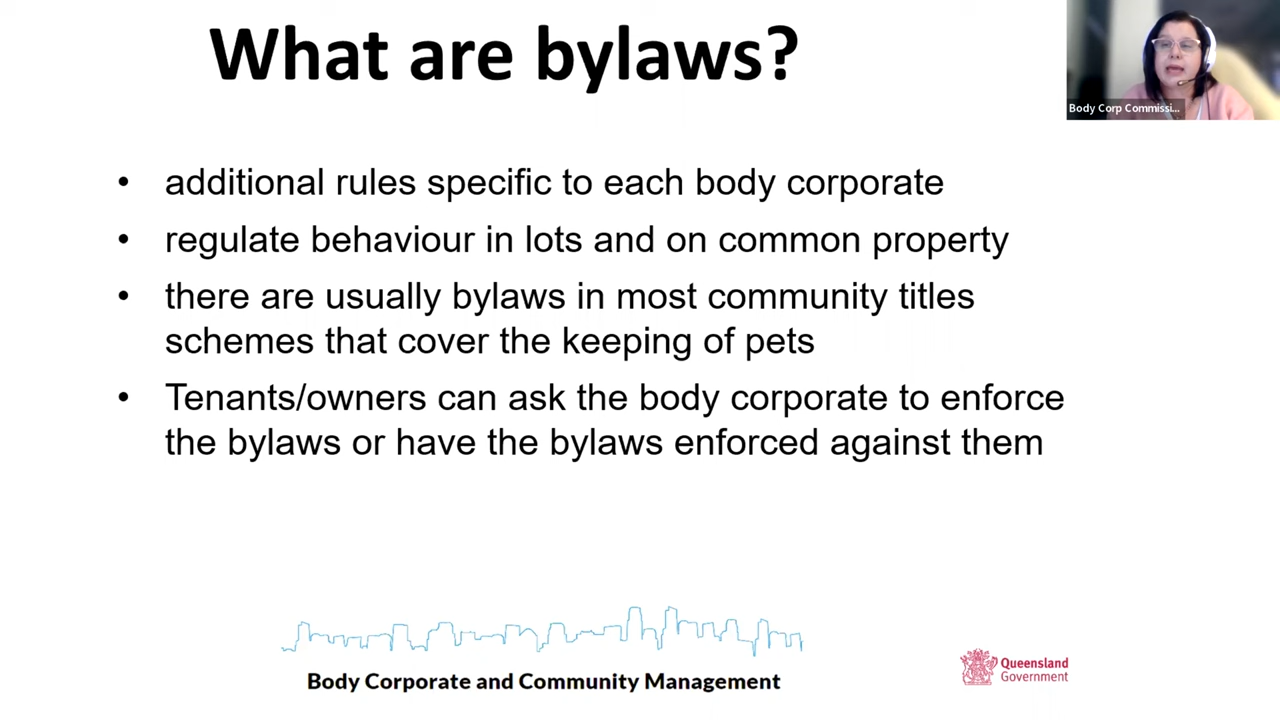 What are bylaws?
Body Corp Commissi...
• additional rules specific to each body corporate
• regulate behaviour in lots and on common property
• there are usually bylaws in most community titles
schemes that cover the keeping of pets
• Tenants/owners can ask the body corporate to enforce
the bylaws or have the bylaws enforced against them
Body Corporate and Community Management
Queensland
Government